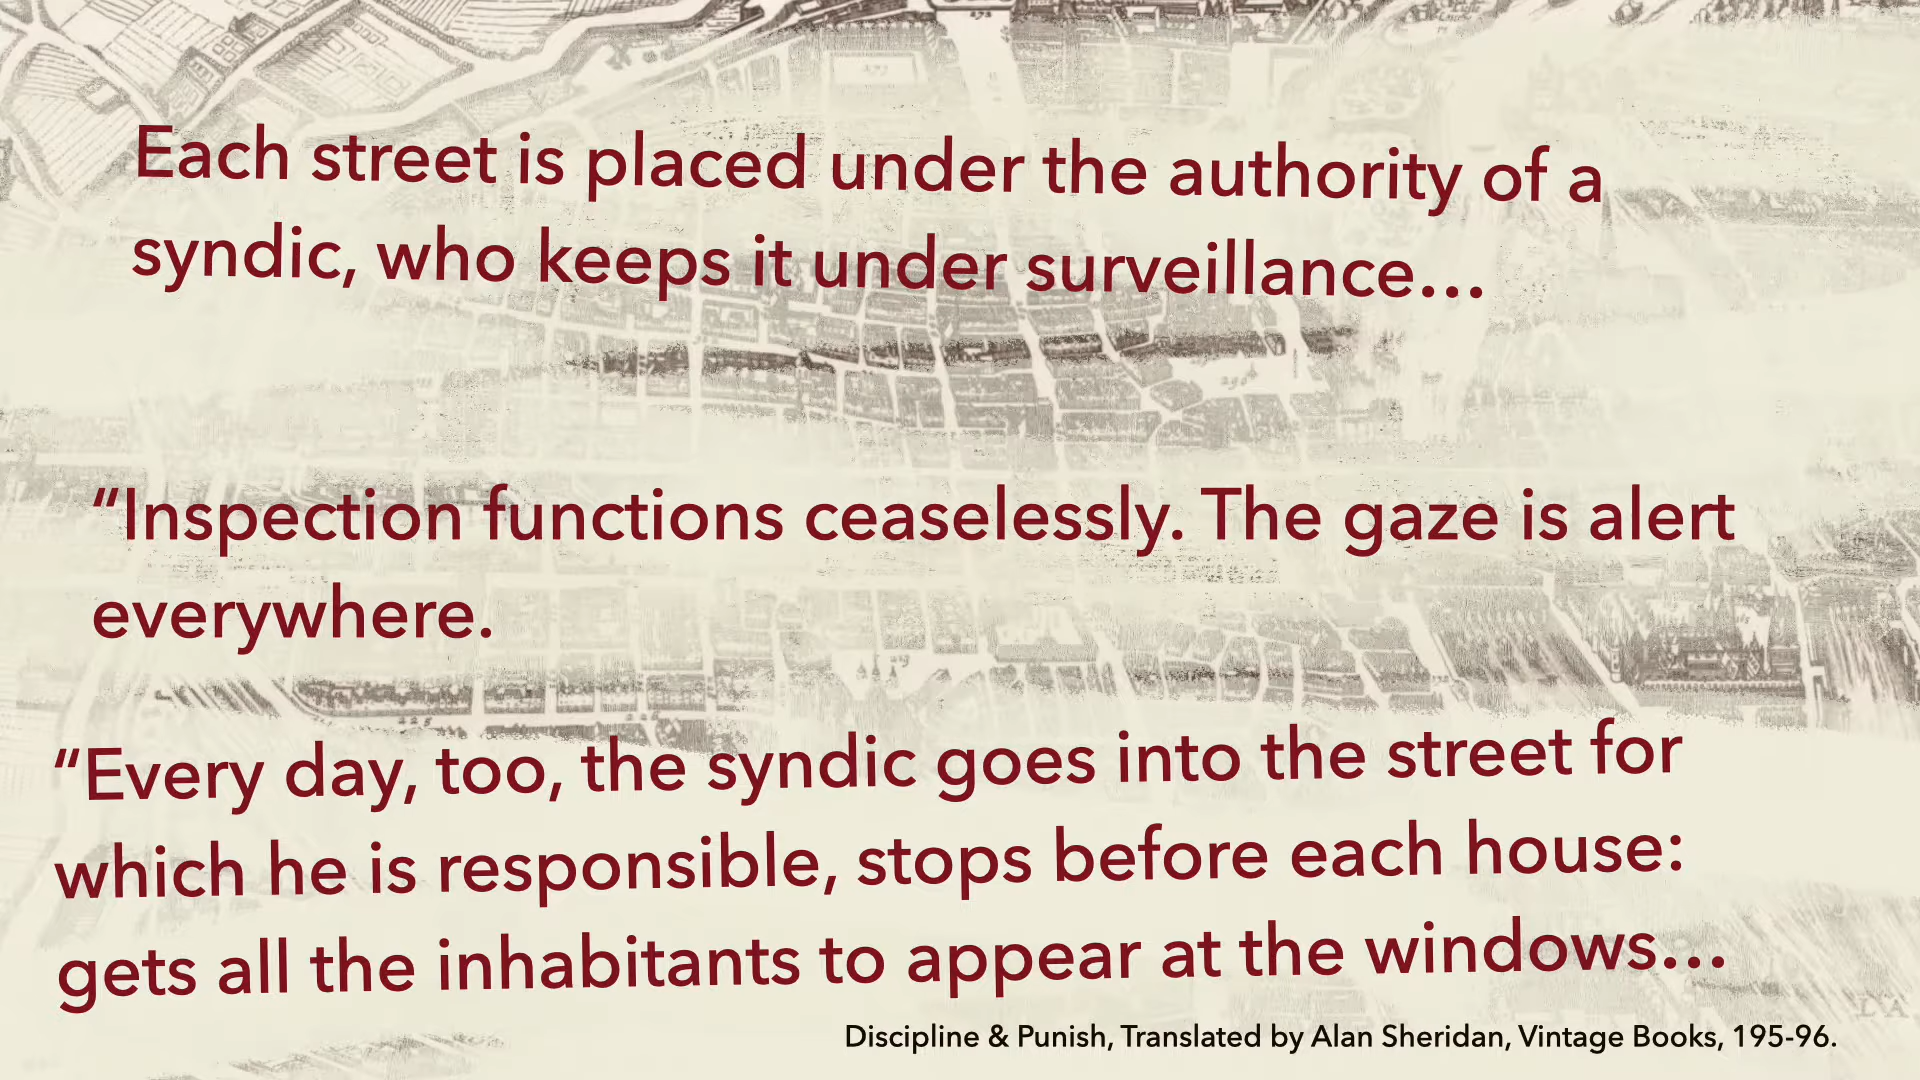 Each street is placed under the authority of a
syndic, who keeps it under surveillance...
“Inspection functions ceaselessly. The gaze is alert
everywhere.
“Every day, too, the syndic goes into the street for
which he is responsible, stops before each house:
gets all the inhabitants to appear at the windows...
Discipline & Punish, Translated by Alan Sheridan, Vintage Books, 195-96.